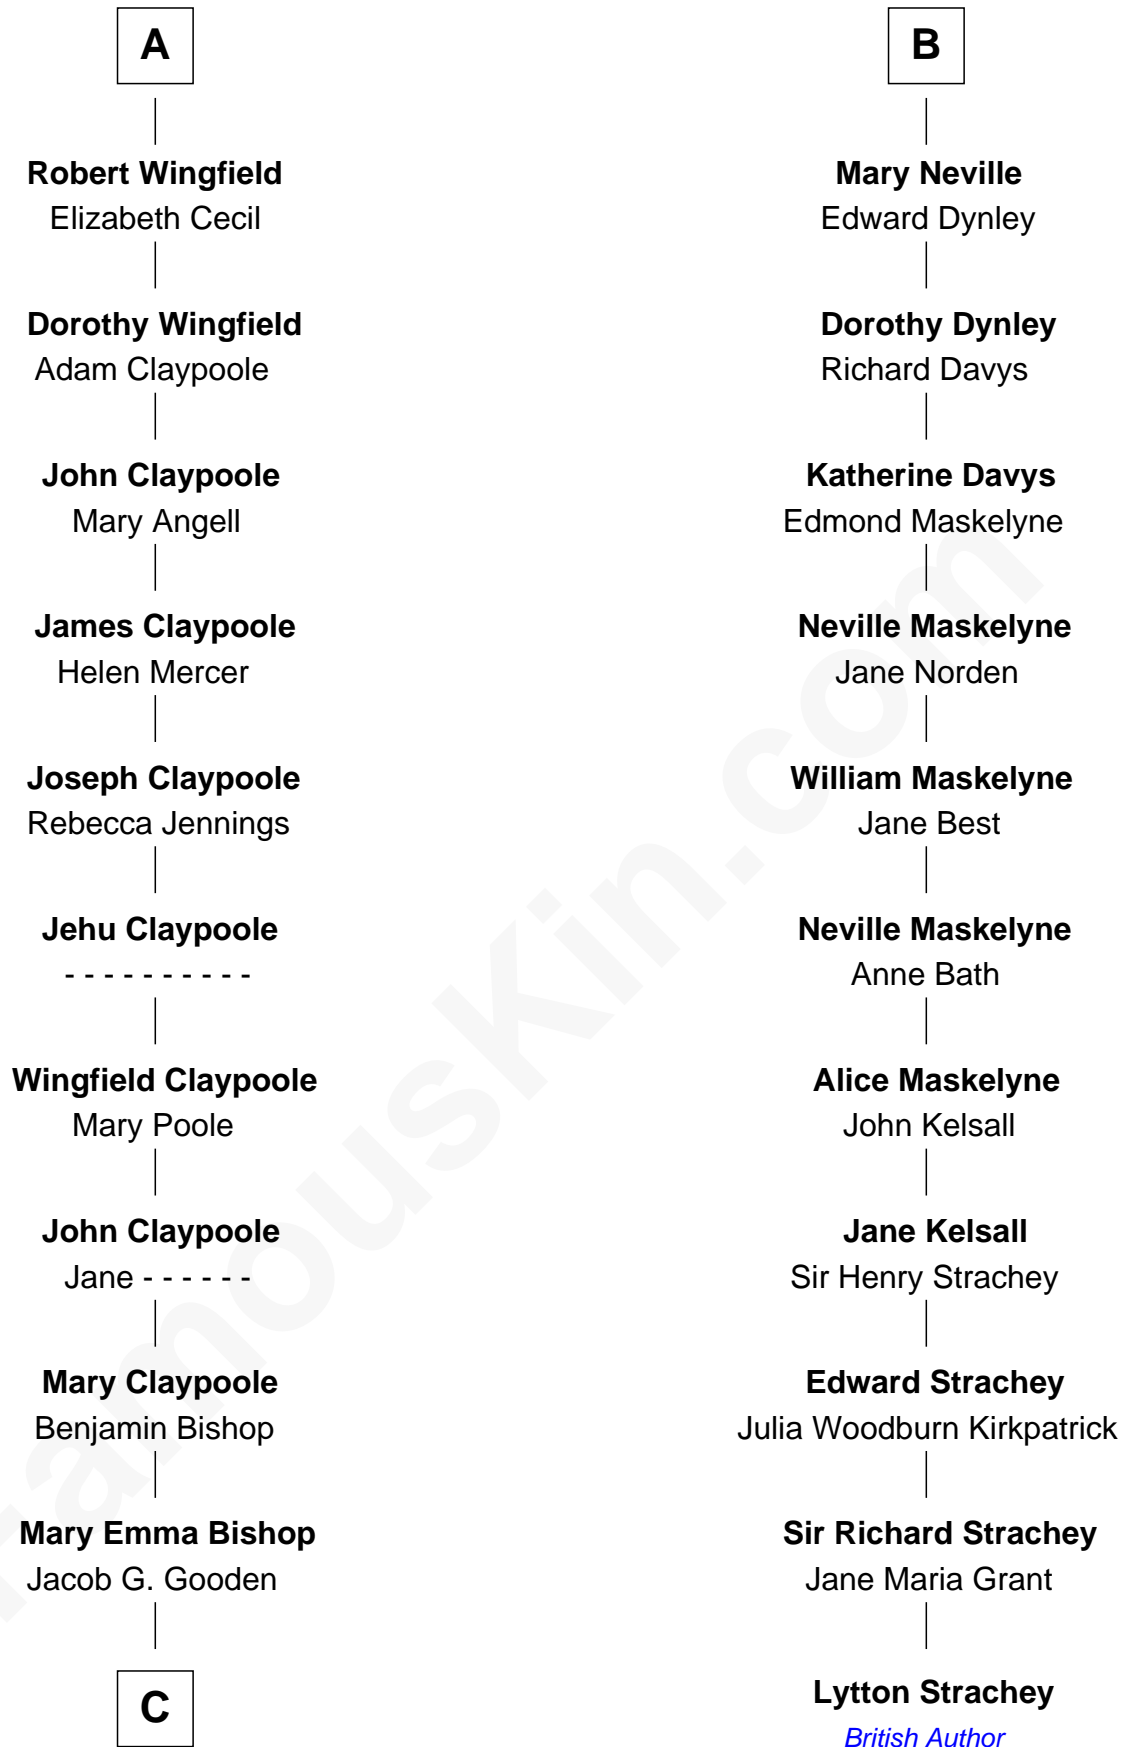 A
Robert Wingfield
Elizabeth Cecil
Dorothy Wingfield
Adam Claypoole
John Claypoole
Mary Angell
James Claypoole
Helen Mercer
Joseph Claypoole
Rebecca Jennings
Jehu Claypoole
- - - - - - - - - -
Wingfield Claypoole
Mary Poole
John Claypoole
Jane - - - - - -
Mary Claypoole
Benjamin Bishop
Mary Emma Bishop
Jacob G. Gooden
C
B
Mary Neville
Edward Dynley
Dorothy Dynley
Richard Davys
Katherine Davys
Edmond Maskelyne
Neville Maskelyne
Jane Norden
William Maskelyne
Jane Best
Neville Maskelyne
Anne Bath
Alice Maskelyne
John Kelsall
Jane Kelsall
Sir Henry Strachey
Edward Strachey
Julia Woodburn Kirkpatrick
Sir Richard Strachey
Jane Maria Grant
Lytton Strachey
British Author
FamousKin.com